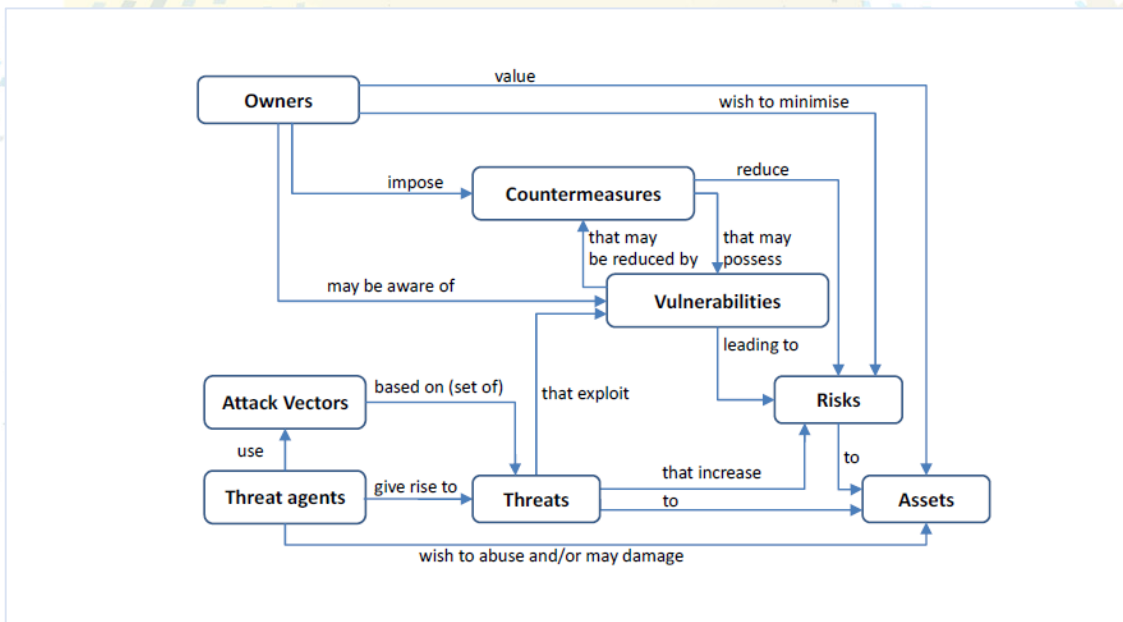 value
Owners
wish to minimise
reduce
impose
Countermeasures
that may
be reduced by
that may
possess
may be aware of
Vulnerabilities
leading to
based on (set of)
that exploit
Attack Vectors
Risks
use
to
that increase
Threat agents
give rise to
Threats
to
Assets
wish to abuse and/or may damage